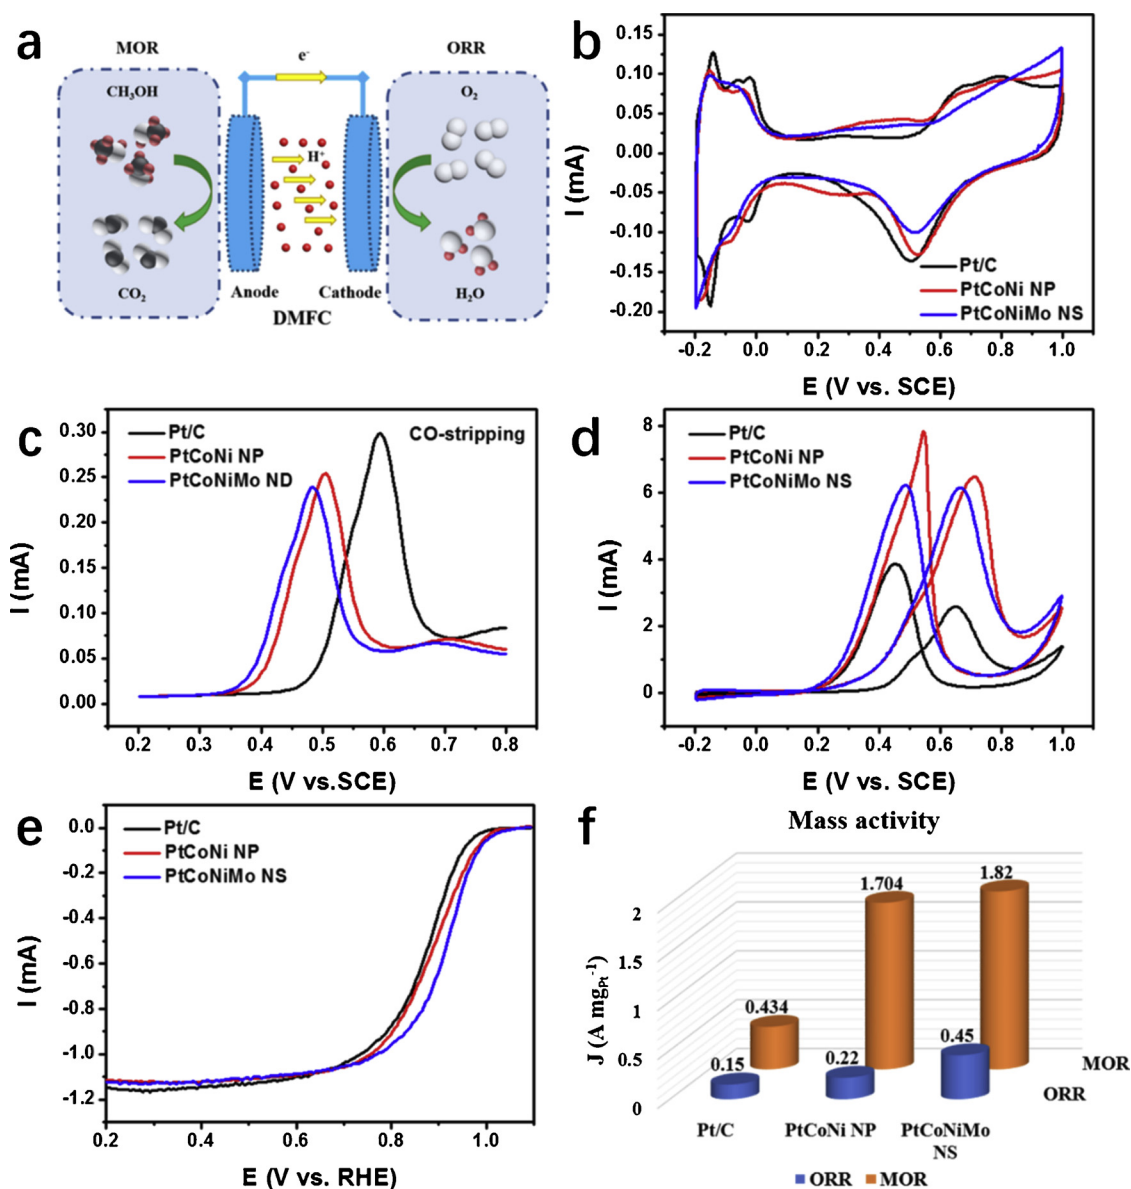 a
MOR
ORR
e-
CH3OH
O2
H+
CO2
Anode
Cathode
H2O
DMFC
b
0.15
0.10
0.05
0.00
-0.05
-0.10
-0.15
-0.20
I (mA)
Pt/C
PtCoNi NP
PtCoNiMo NS
-0.2 0.0 0.2 0.4 0.6 0.8 1.0
E (V vs. SCE)
c
0.30
0.25
0.20
0.15
0.10
0.05
0.00
I (mA)
Pt/C
PtCoNi NP
PtCoNiMo ND
CO-stripping
0.2 0.3 0.4 0.5 0.6 0.7 0.8
E (V vs.SCE)
d
8
6
4
2
0
I (mA)
Pt/C
PtCoNi NP
PtCoNiMo NS
-0.2 0.0 0.2 0.4 0.6 0.8 1.0
E (V vs. SCE)
e
0.0
-0.2
-0.4
-0.6
-0.8
-1.0
-1.2
I (mA)
Pt/C
PtCoNi NP
PtCoNiMo NS
0.2 0.4 0.6 0.8 1.0
E (V vs. RHE)
f
Mass activity
2
1.5
1
0.5
0
J (A mgPt-1)
0.434
1.704
1.82
0.15
0.22
0.45
MOR
ORR
Pt/C
PtCoNi NP
PtCoNiMo
NS
ORR MOR